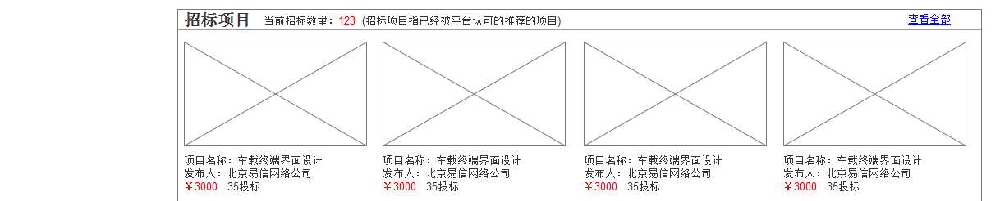 招标项目 当前招标数量：123 (招标项目指已经被平台认可的推荐的项目) 查看全部
项目名称：车载终端界面设计 项目名称：车载终端界面设计 项目名称：车载终端界面设计 项目名称：车载终端界面设计
发布人：北京易信网络公司 发布人：北京易信网络公司 发布人：北京易信网络公司 发布人：北京易信网络公司
￥3000 35投标 ￥3000 35投标 ￥3000 35投标 ￥3000 35投标